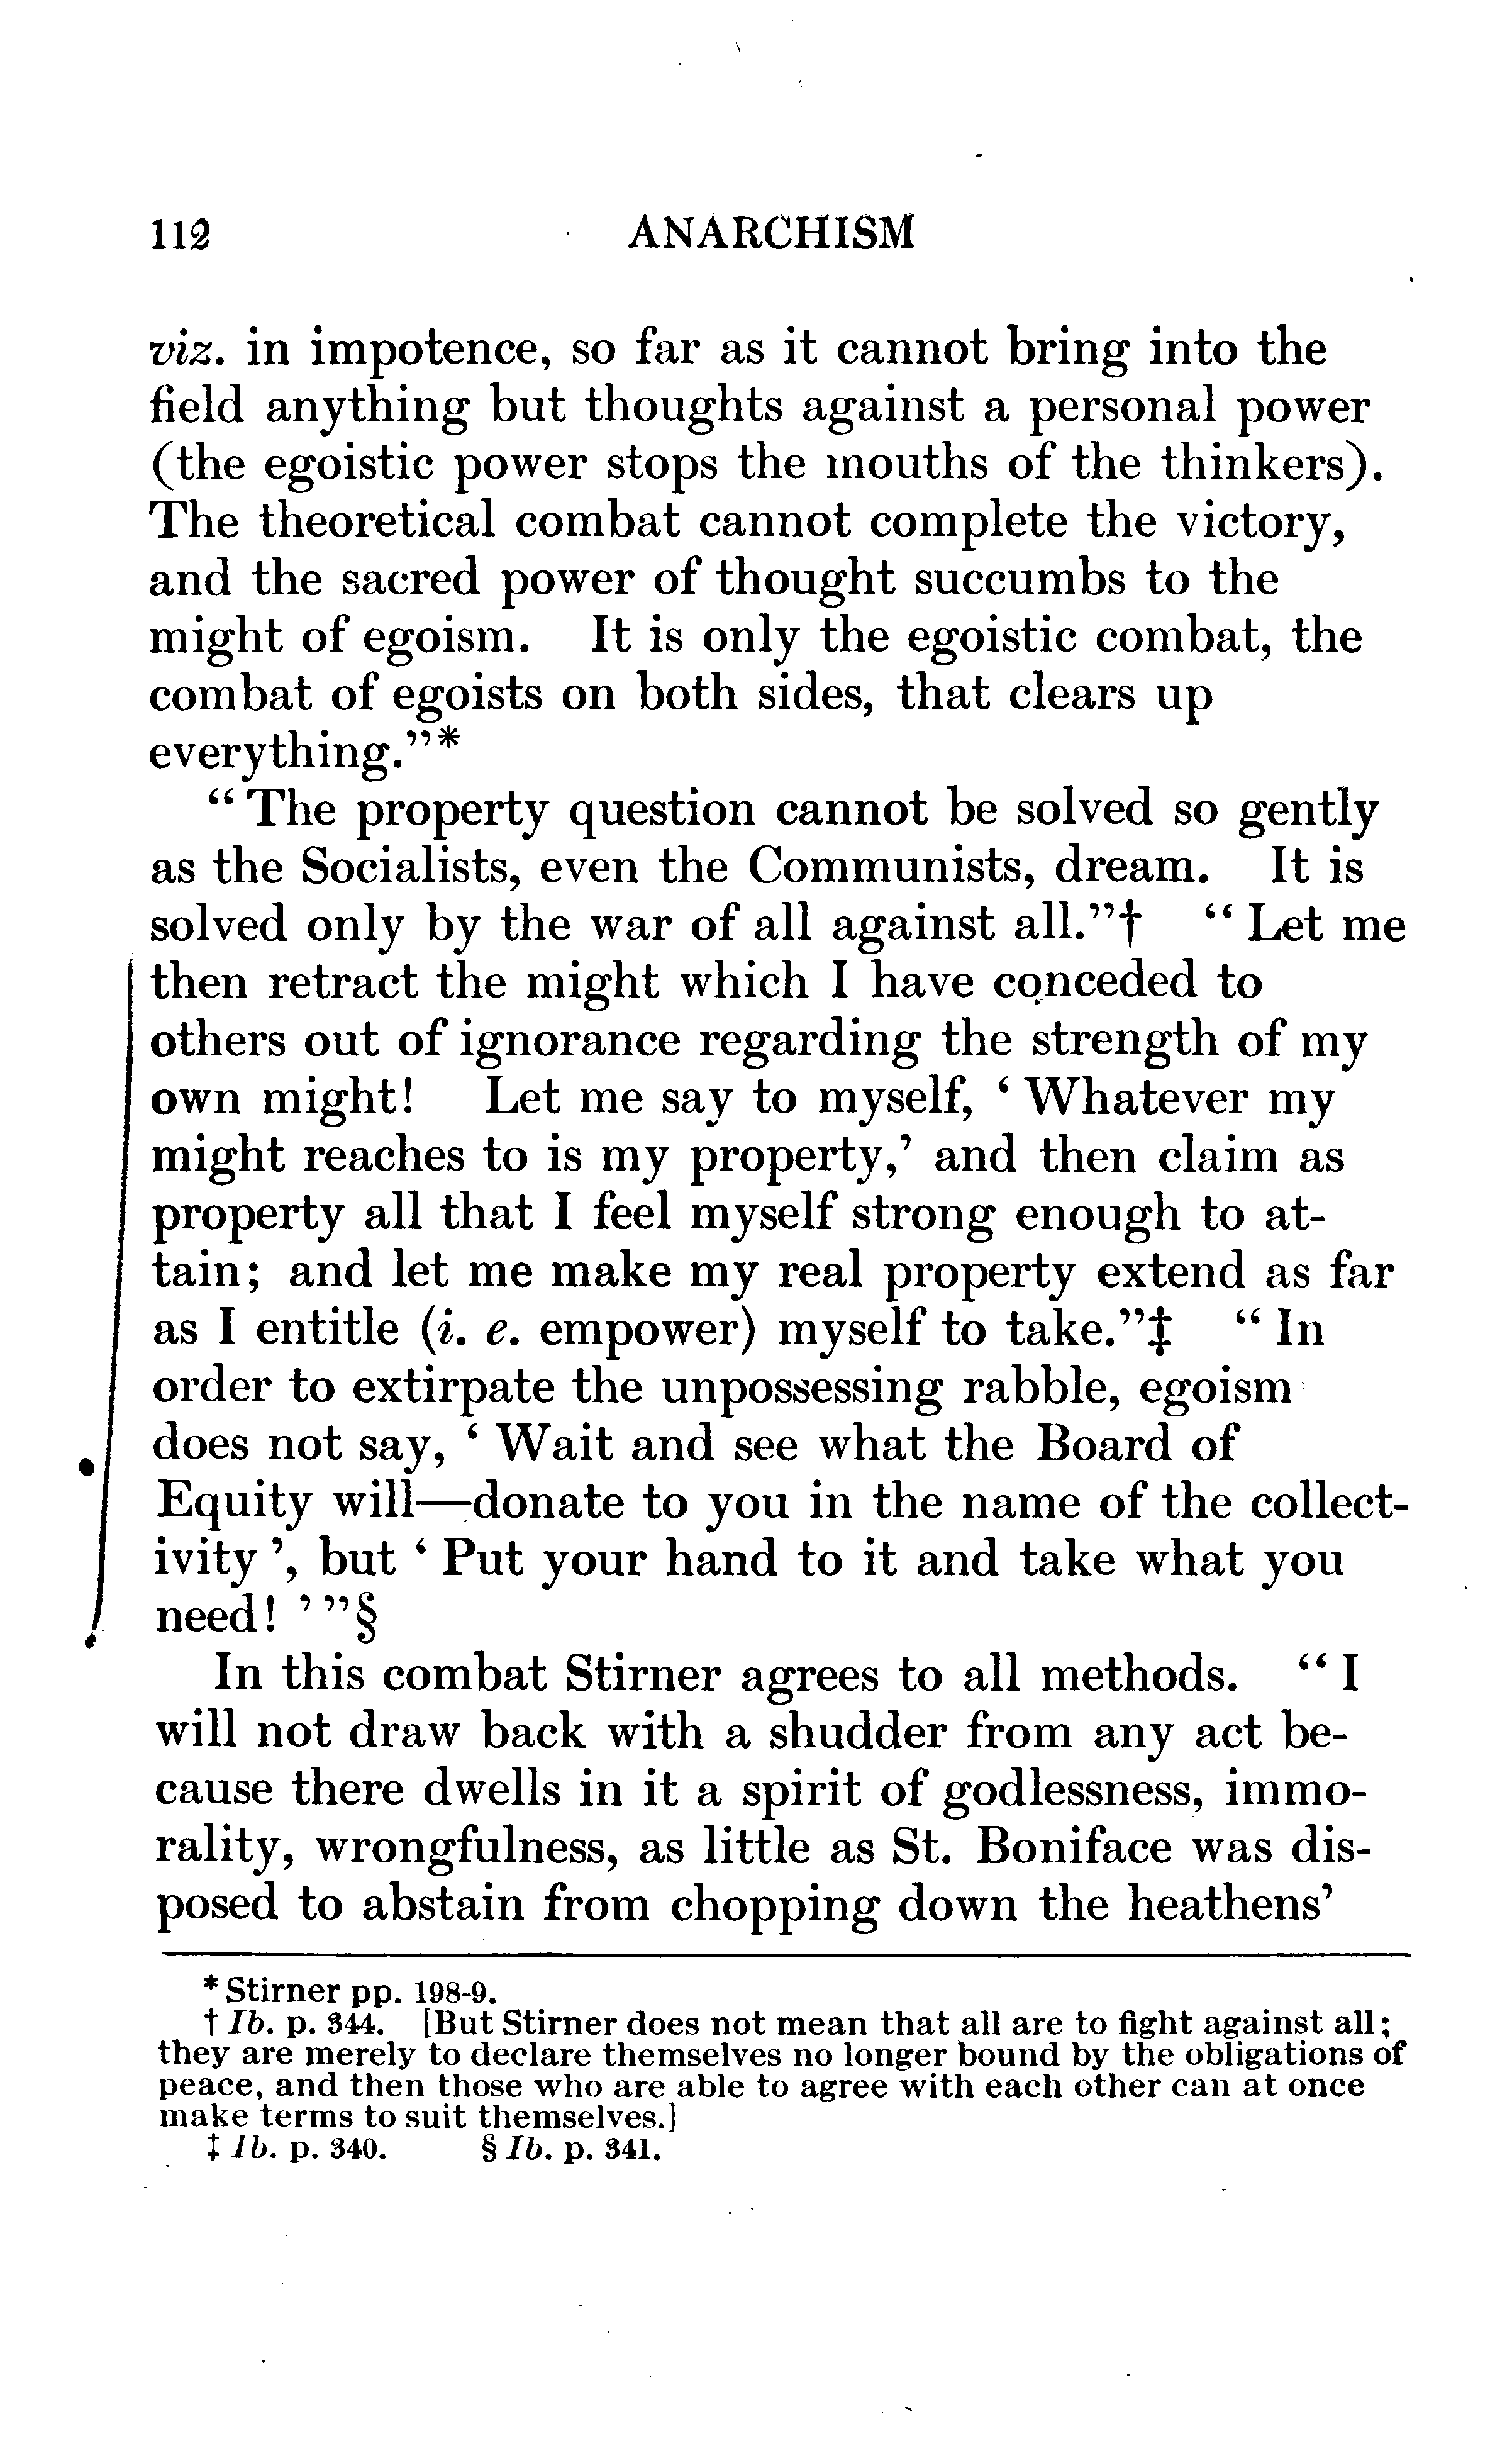 112 ANARCHISM
viz. in impotence, so far as it cannot bring into the
field anything but thoughts against a personal power
(the egoistic power stops the mouths of the thinkers).
The theoretical combat cannot complete the victory,
and the sacred power of thought succumbs to the
might of egoism. It is only the egoistic combat, the
combat of egoists on both sides, that clears up
everything.”*
“ The property question cannot be solved so gently
as the Socialists, even the Communists, dream. It is
solved only by the war of all against all.”† “ Let me
then retract the might which I have conceded to
others out of ignorance regarding the strength of my
own might! Let me say to myself, ‘ Whatever my
might reaches to is my property,’ and then claim as
property all that I feel myself strong enough to at-
tain; and let me make my real property extend as far
as I entitle (i. e. empower) myself to take.”‡ “ In
order to extirpate the unpossessing rabble, egoism
does not say, ‘ Wait and see what the Board of
Equity will—donate to you in the name of the collect-
ivity ’, but ‘ Put your hand to it and take what you
need! ’ ”§
In this combat Stirner agrees to all methods. “ I
will not draw back with a shudder from any act be-
cause there dwells in it a spirit of godlessness, immo-
rality, wrongfulness, as little as St. Boniface was dis-
posed to abstain from chopping down the heathens’
* Stirner pp. 198-9.
† Ib. p. 344. [But Stirner does not mean that all are to fight against all;
they are merely to declare themselves no longer bound by the obligations of
peace, and then those who are able to agree with each other can at once
make terms to suit themselves.]
‡ Ib. p. 340. § Ib. p. 341.